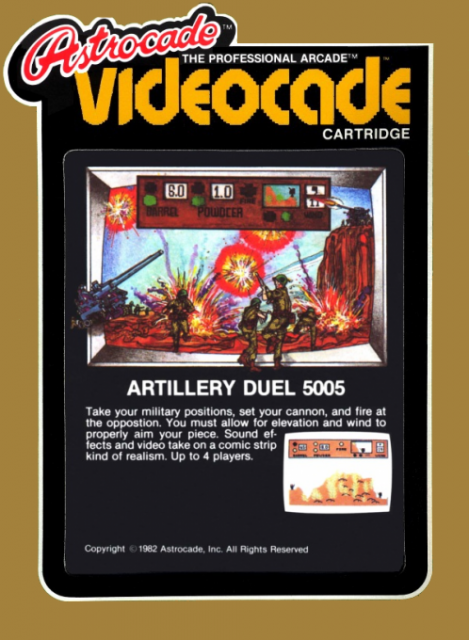 Astrocade™
THE PROFESSIONAL ARCADE™ ™
VIDEOCADE
CARTRIDGE
6.0 1.0
BARREL POWDER
ARTILLERY DUEL 5005
Take your military positions, set your cannon, and fire at
the oppostion. You must allow for elevation and wind to
properly aim your piece. Sound ef-
fects and video take on a comic strip
kind of realism. Up to 4 players.
Copyright ©1982 Astrocade, Inc. All Rights Reserved